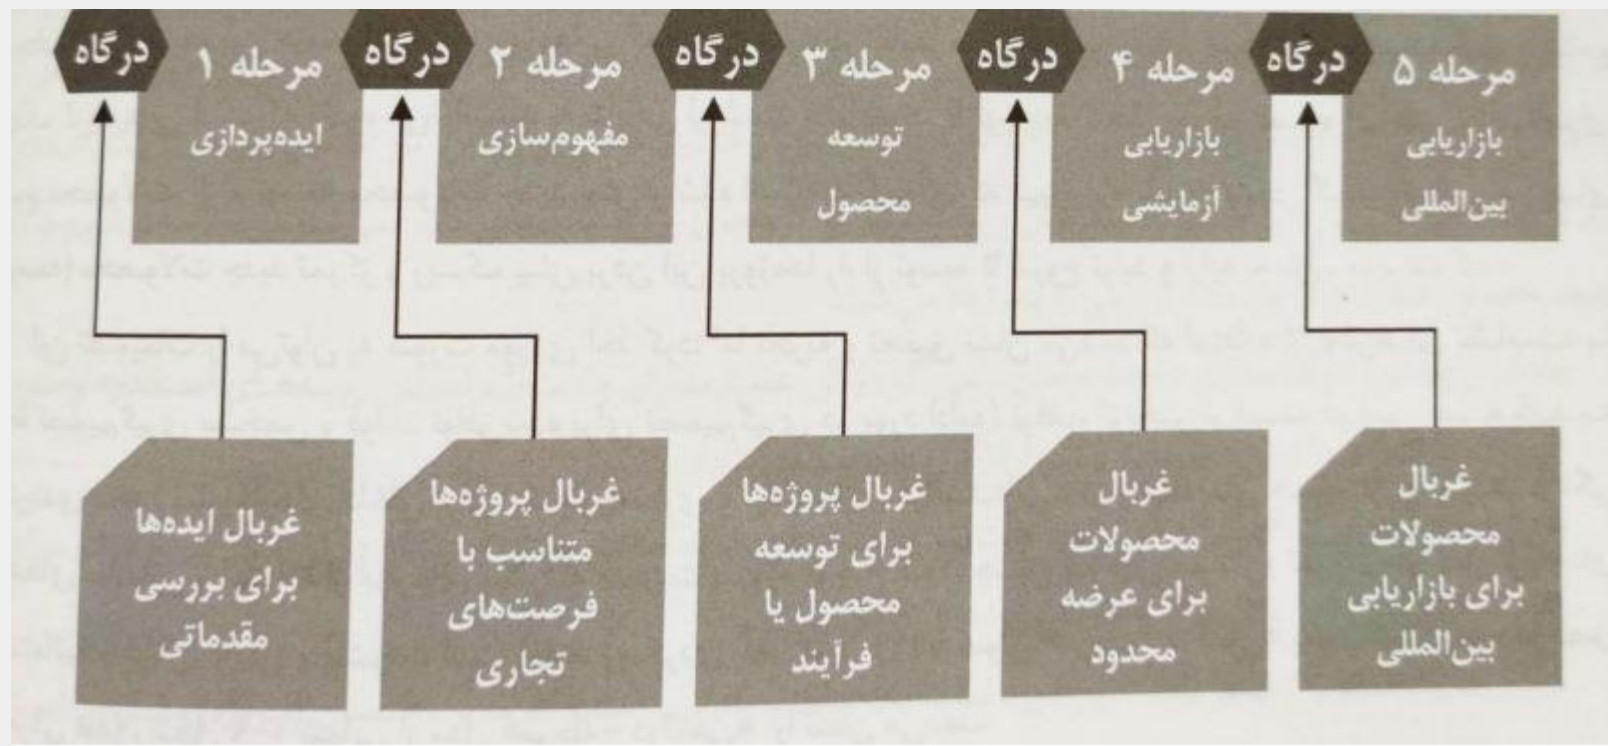 درگاه
مرحله ۱
ایده‌پردازی
درگاه
مرحله ۲
مفهوم‌سازی
درگاه
مرحله ۳
توسعه
محصول
درگاه
مرحله ۴
بازاریابی
آزمایشی
درگاه
مرحله ۵
بازاریابی
بین‌المللی
غربال ایده‌ها
برای بررسی
مقدماتی
غربال پروژه‌ها
متناسب با
فرصت‌های
تجاری
غربال پروژه‌ها
برای توسعه
محصول یا
فرآیند
غربال
محصولات
برای عرضه
محدود
غربال
محصولات
برای بازاریابی
بین‌المللی